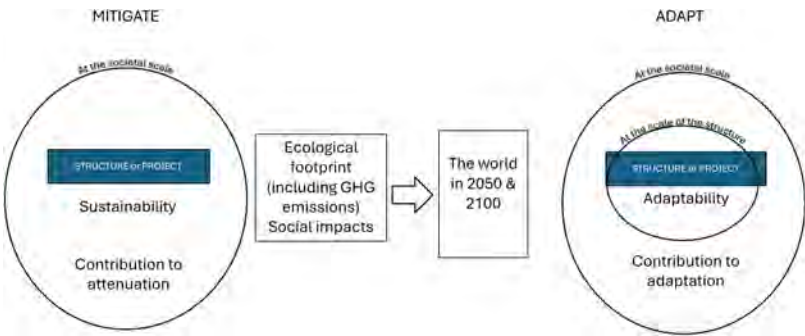 MITIGATE
At the societal scale
STRUCTURE or PROJECT
Sustainability
Contribution to
attenuation
Ecological
footprint
(including GHG
emissions)
Social impacts
The world
in 2050 &
2100
ADAPT
At the societal scale
At the scale of the structure
STRUCTURE or PROJECT
Adaptability
Contribution to
adaptation